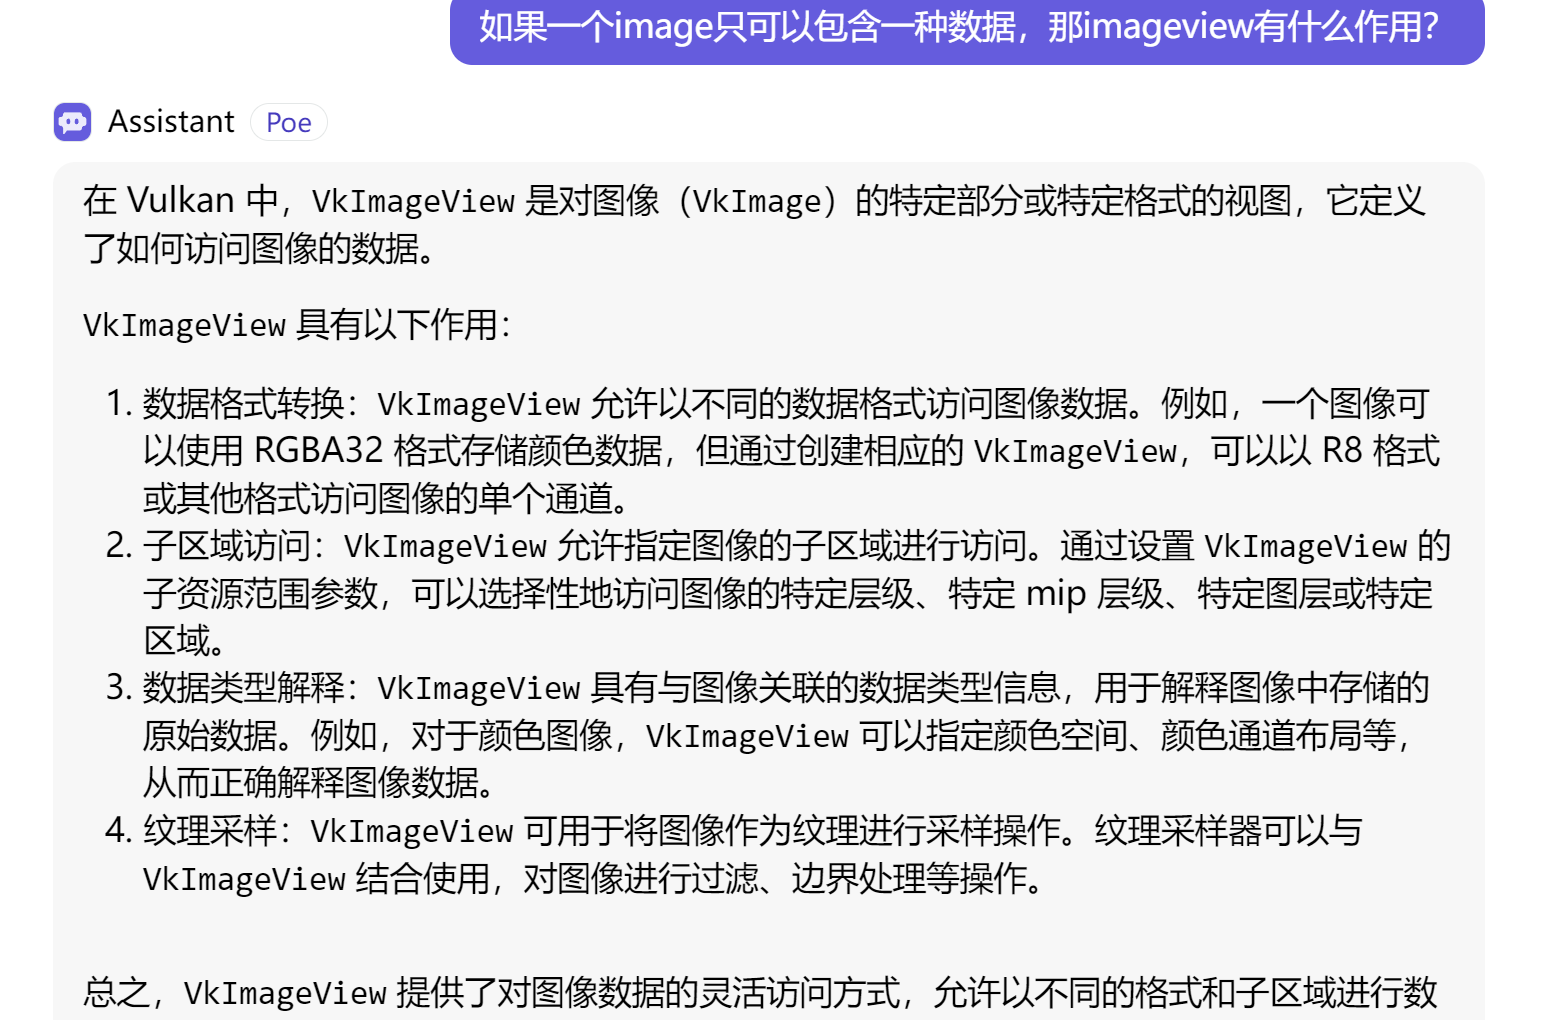 如果一个image只可以包含一种数据，那imageview有什么作用？
Assistant Poe
在 Vulkan 中，VkImageView 是对图像（VkImage）的特定部分或特定格式的视图，它定义
了如何访问图像的数据。
VkImageView 具有以下作用：
1. 数据格式转换：VkImageView 允许以不同的数据格式访问图像数据。例如，一个图像可
以使用 RGBA32 格式存储颜色数据，但通过创建相应的 VkImageView，可以以 R8 格式
或其他格式访问图像的单个通道。
2. 子区域访问：VkImageView 允许指定图像的子区域进行访问。通过设置 VkImageView 的
子资源范围参数，可以选择性地访问图像的特定层级、特定 mip 层级、特定图层或特定
区域。
3. 数据类型解释：VkImageView 具有与图像关联的数据类型信息，用于解释图像中存储的
原始数据。例如，对于颜色图像，VkImageView 可以指定颜色空间、颜色通道布局等，
从而正确解释图像数据。
4. 纹理采样：VkImageView 可用于将图像作为纹理进行采样操作。纹理采样器可以与
VkImageView 结合使用，对图像进行过滤、边界处理等操作。
总之，VkImageView 提供了对图像数据的灵活访问方式，允许以不同的格式和子区域进行数